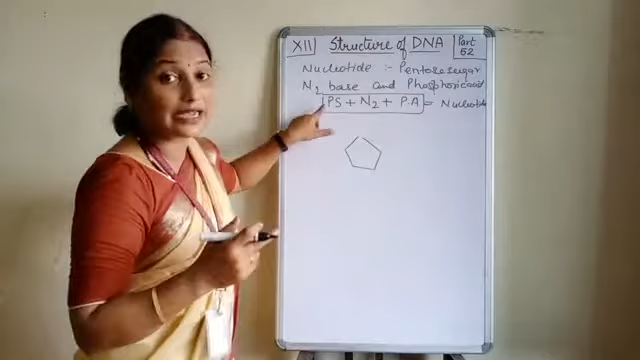 XII Structure of DNA Part 62
Nucleotide :- Pentose sugar
N2 base and Phosphoric acid
PS + N2 + P.A = Nucleotide